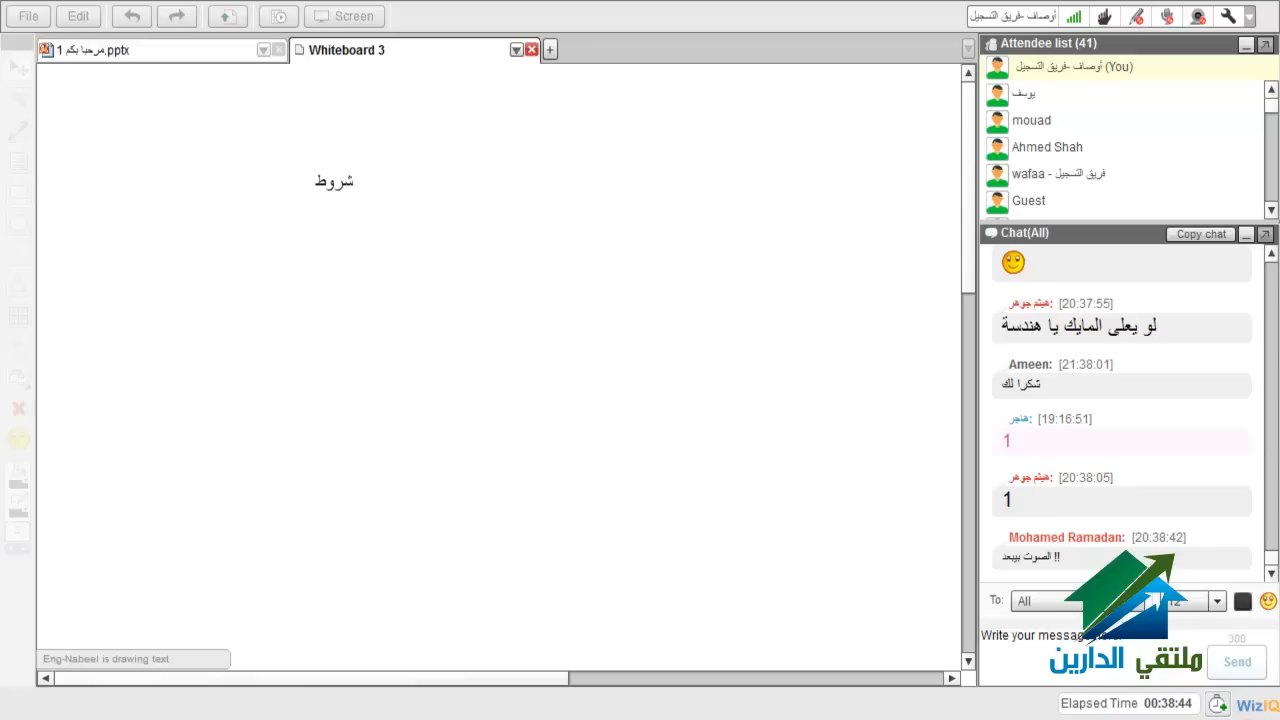 File Edit Screen أوصاف -فريق التسجيل
مرحبا بكم 1.pptx
Whiteboard 3
شروط
Eng-Nabeel is drawing text
Attendee list (41)
أوصاف -فريق التسجيل (You)
يوسف
mouad
Ahmed Shah
wafaa - فريق التسجيل
Guest
Chat(All)
Copy chat
هيثم جوهر: [20:37:55]
لو يعلى المايك يا هندسة
Ameen: [21:38:01]
شكرا لك
هاجر: [19:16:51]
1
هيثم جوهر: [20:38:05]
1
Mohamed Ramadan: [20:38:42]
الصوت بيبعد !!
To: All 12
Write your message here.
300
Send
ملتقي الدارين
Elapsed Time 00:38:44
WizIQ